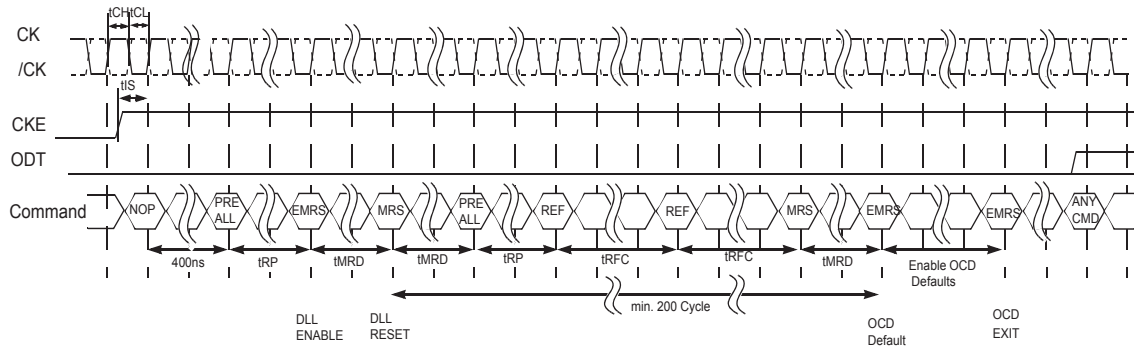 tCH tCL
CK
/CK
tIS
CKE
ODT
Command
NOP
PRE
ALL
EMRS
MRS
PRE
ALL
REF
REF
MRS
EMRS
EMRS
ANY
CMD
400ns
tRP
tMRD
tMRD
tRP
tRFC
tRFC
tMRD
Enable OCD
Defaults
min. 200 Cycle
DLL
ENABLE
DLL
RESET
OCD
Default
OCD
EXIT